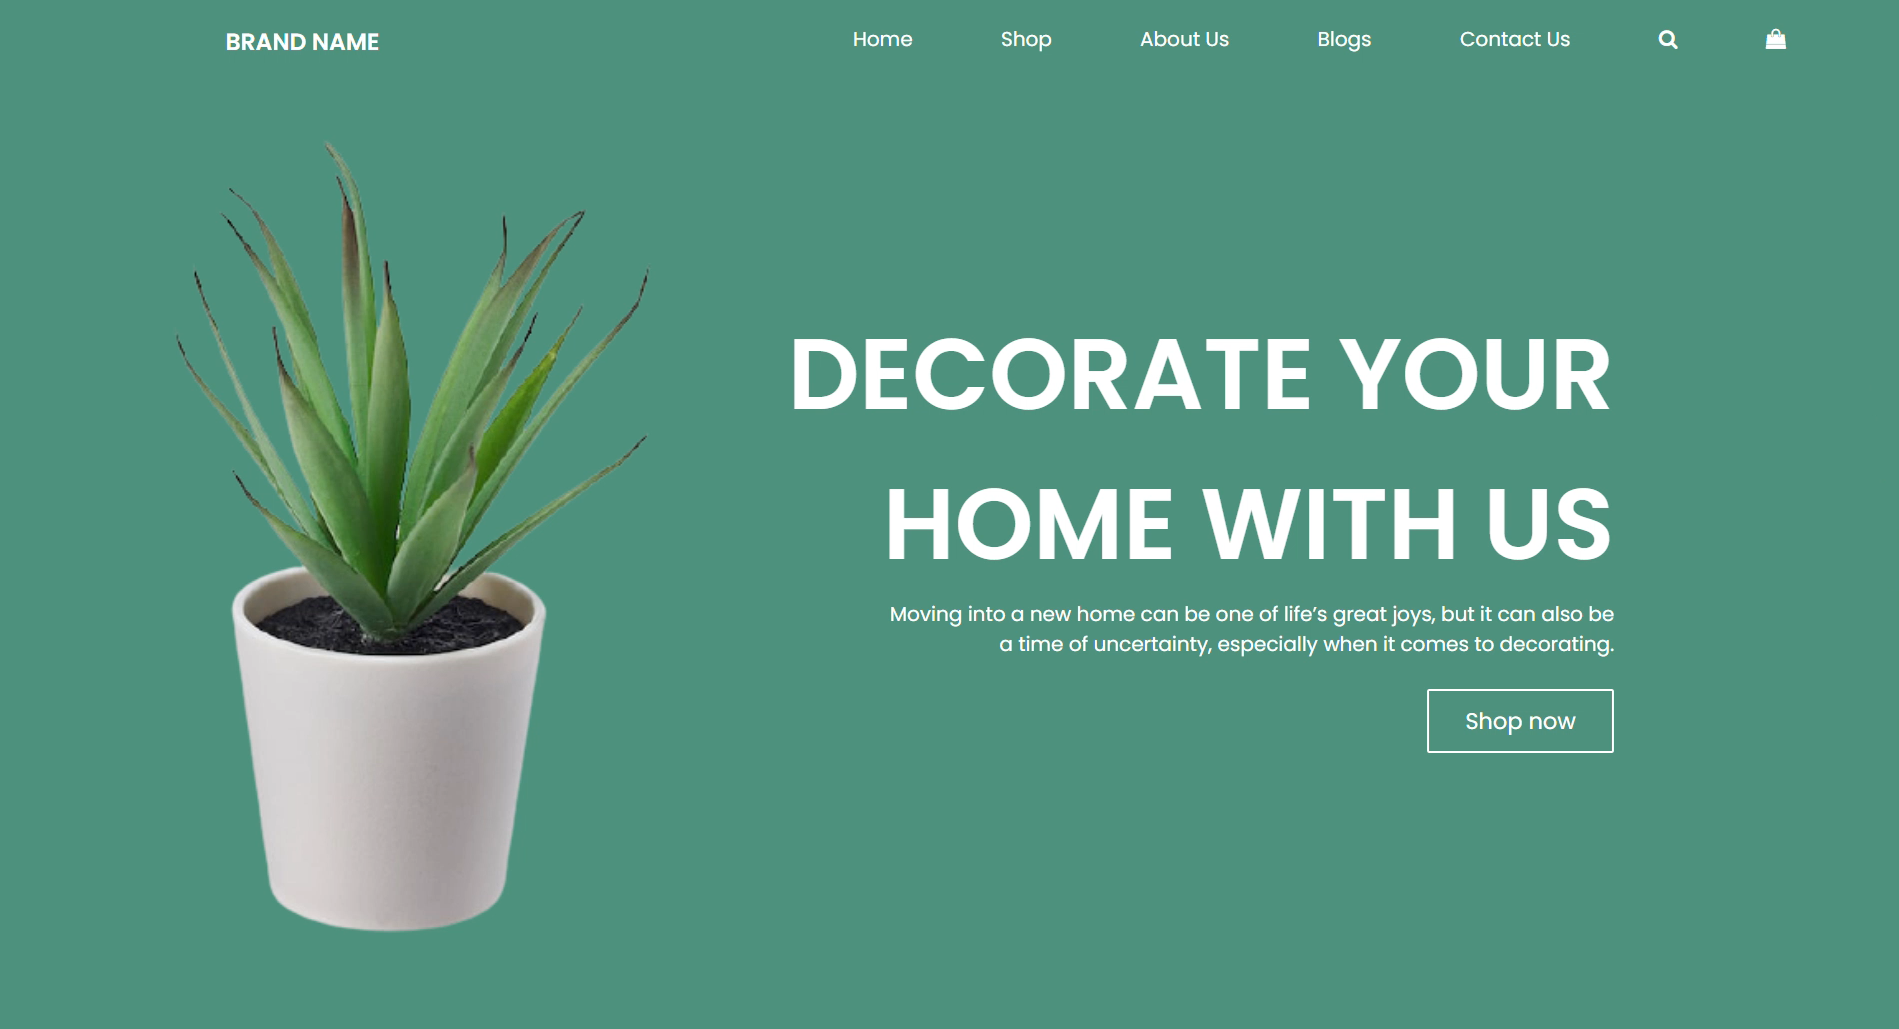 BRAND NAME
Home Shop About Us Blogs Contact Us
DECORATE YOUR
HOME WITH US
Moving into a new home can be one of life’s great joys, but it can also be
a time of uncertainty, especially when it comes to decorating.
Shop now